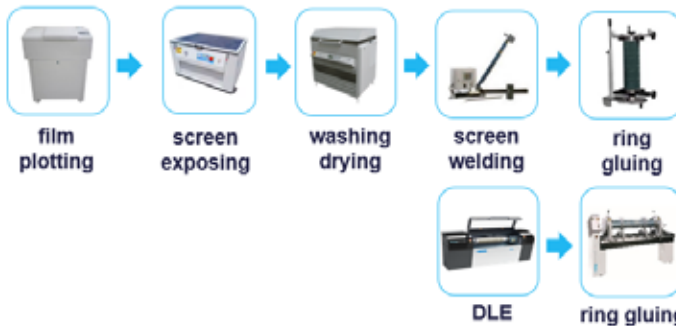 film
plotting
screen
exposing
washing
drying
screen
welding
ring
gluing
DLE
ring gluing